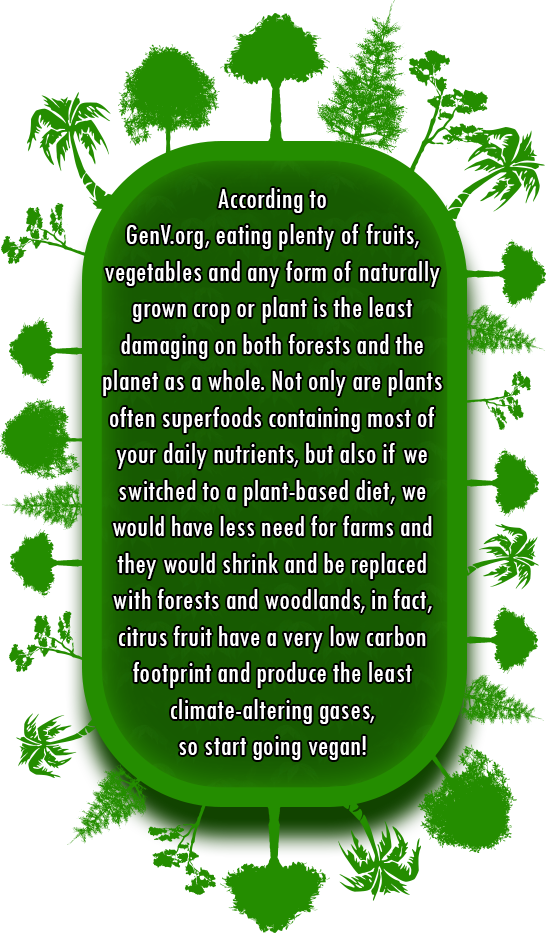 According to
GenV.org, eating plenty of fruits,
vegetables and any form of naturally
grown crop or plant is the least
damaging on both forests and the
planet as a whole. Not only are plants
often superfoods containing most of
your daily nutrients, but also if we
switched to a plant-based diet, we
would have less need for farms and
they would shrink and be replaced
with forests and woodlands, in fact,
citrus fruit have a very low carbon
footprint and produce the least
climate-altering gases,
so start going vegan!